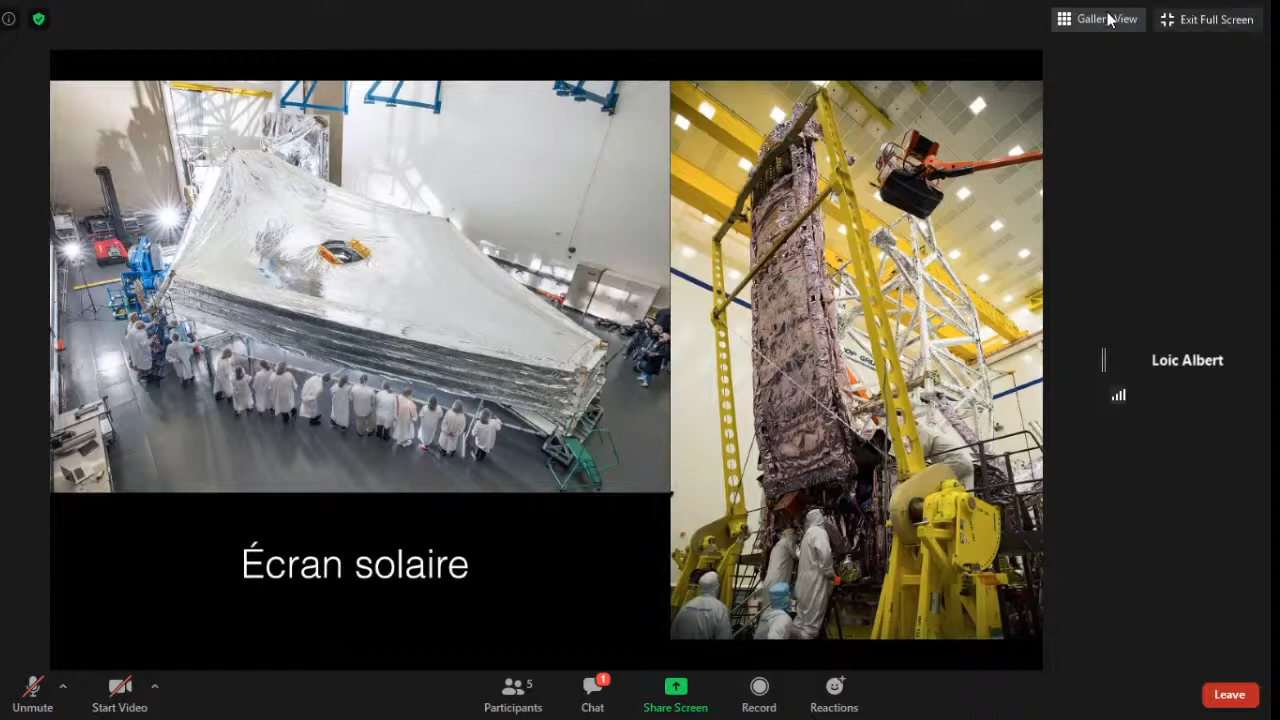 Gallery View
Exit Full Screen
Loic Albert
Écran solaire
Unmute
Start Video
Participants
5
Chat
1
Share Screen
Record
Reactions
Leave